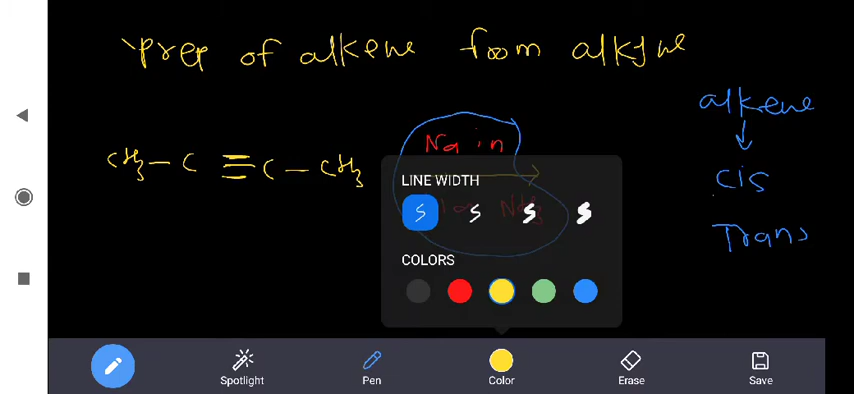 Prep of alkene from alkyne
alkene
CH3 — C ≡ C — CH3
Na in
NH3
cis
Trans
LINE WIDTH
COLORS
Spotlight
Pen
Color
Erase
Save